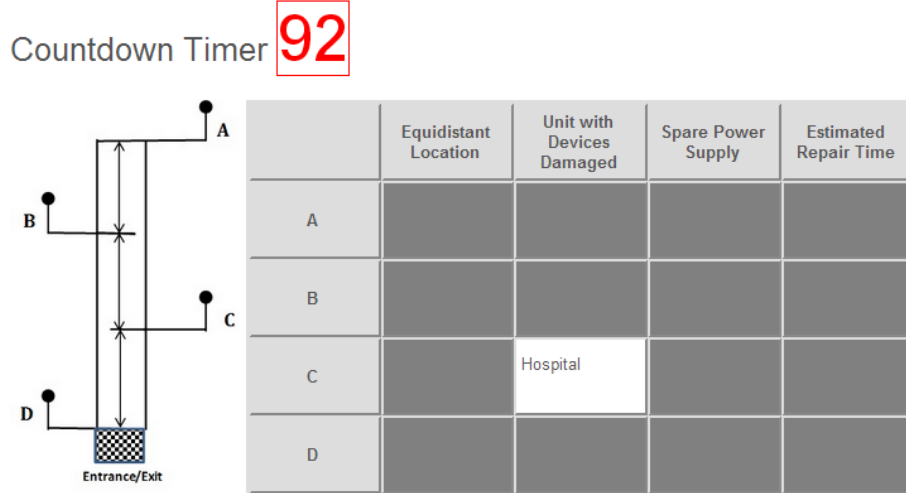 Countdown Timer 92
A
B
C
D
Entrance/Exit
Equidistant
Location
Unit with
Devices
Damaged
Spare Power
Supply
Estimated
Repair Time
A
B
C
Hospital
D